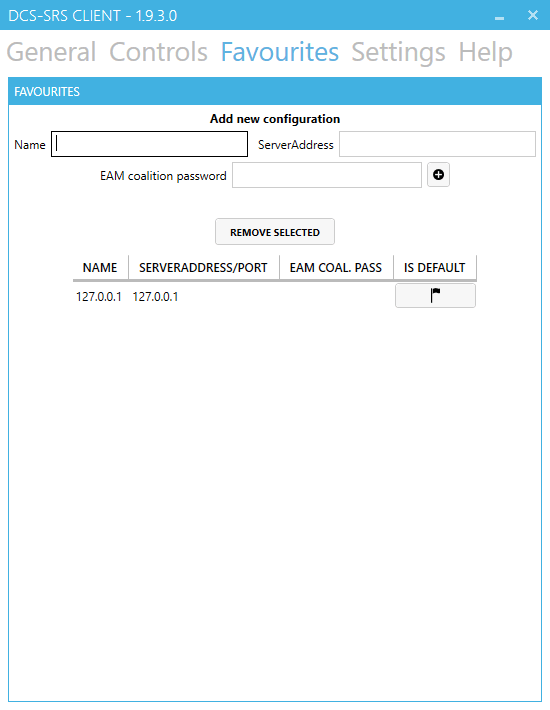 DCS-SRS CLIENT - 1.9.3.0
General Controls Favourites Settings Help
FAVOURITES
Add new configuration
Name ServerAddress
EAM coalition password
REMOVE SELECTED
NAME SERVERADDRESS/PORT EAM COAL. PASS IS DEFAULT
127.0.0.1 127.0.0.1